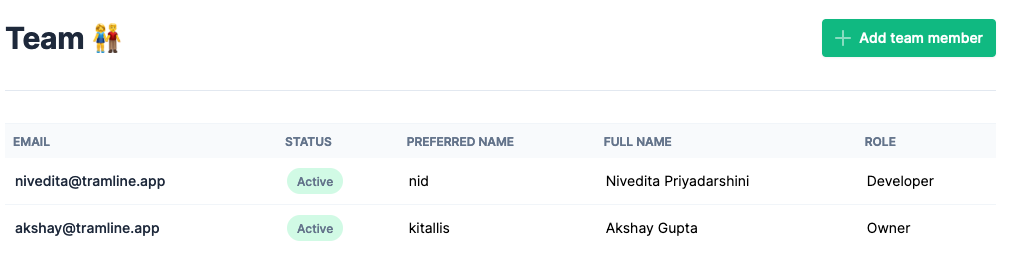 Team 👫
+ Add team member
EMAIL STATUS PREFERRED NAME FULL NAME ROLE
nivedita@tramline.app Active nid Nivedita Priyadarshini Developer
akshay@tramline.app Active kitallis Akshay Gupta Owner